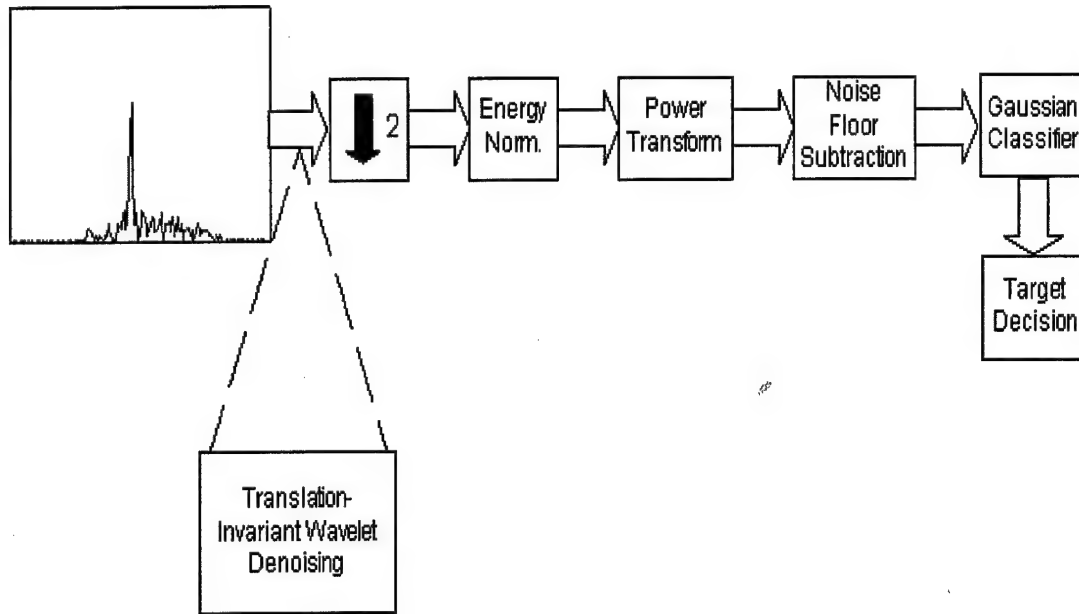 2
Energy
Norm.
Power
Transform
Noise
Floor
Subtraction
Gaussian
Classifier
Target
Decision
Translation-
Invariant Wavelet
Denoising